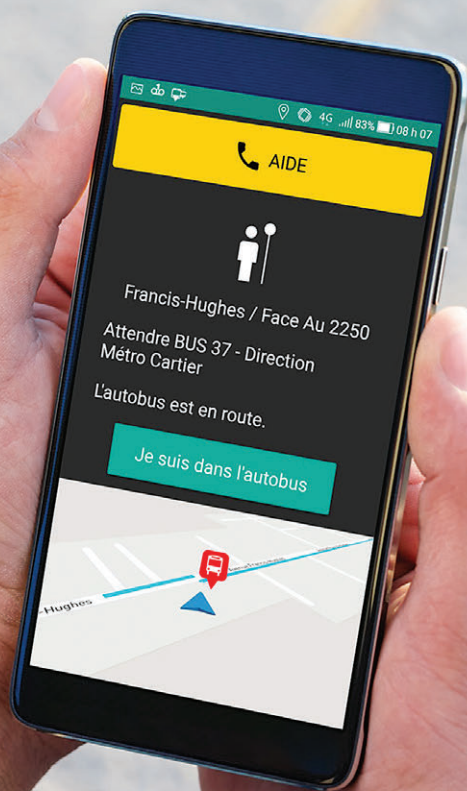 4G 83% 08 h 07
AIDE
Francis-Hughes / Face Au 2250
Attendre BUS 37 - Direction
Métro Cartier
L'autobus est en route.
Je suis dans l'autobus
-Hughes